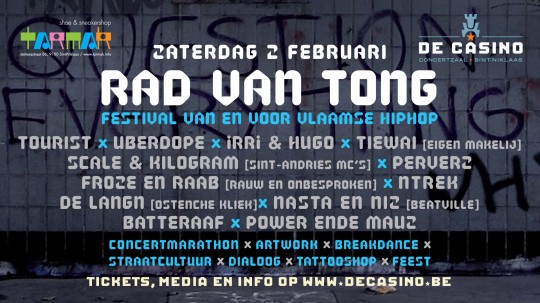 shoe & sneakershop
TARMAR
DE CASINO
CONCERTZAAL • SINT-NIKLAAS
ZATERDAG 2 FEBRUARI
RAD VAN TONG
FESTIVAL VAN EN VOOR VLAAMSE HIPHOP
TOURIST x UBERDOPE x IRRI & HUGO x TIEWAI [EIGEN MAKELIJ]
SCALE & KILOGRAM [SINT-ANDRIES MC'S] x PERVERZ
FROZE EN RAAB [RAUW EN ONBESPROKEN] x NTREK
DE LANGN [OSTENCHE KLIEK] x NASTA EN NIZ [BEATVILLE]
BATTERAAF x POWER ENDE MAUZ
CONCERTMARATHON x ARTWORK x BREAKDANCE x
STRAATCULTUUR x DIALOOG x TATTOOSHOP x FEEST
TICKETS, MEDIA EN INFO OP WWW.DECASINO.BE
QUESTION
EVERYTHING